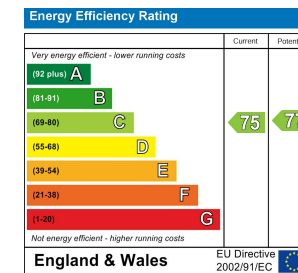 Energy Efficiency Rating
Current
Very energy efficient - lower running costs
(92 plus) A
(81-91) B
(69-80) C 75
(55-68) D
(39-54) E
(21-38) F
(1-20) G
Not energy efficient - higher running costs
England & Wales
EU Directive
2002/91/EC